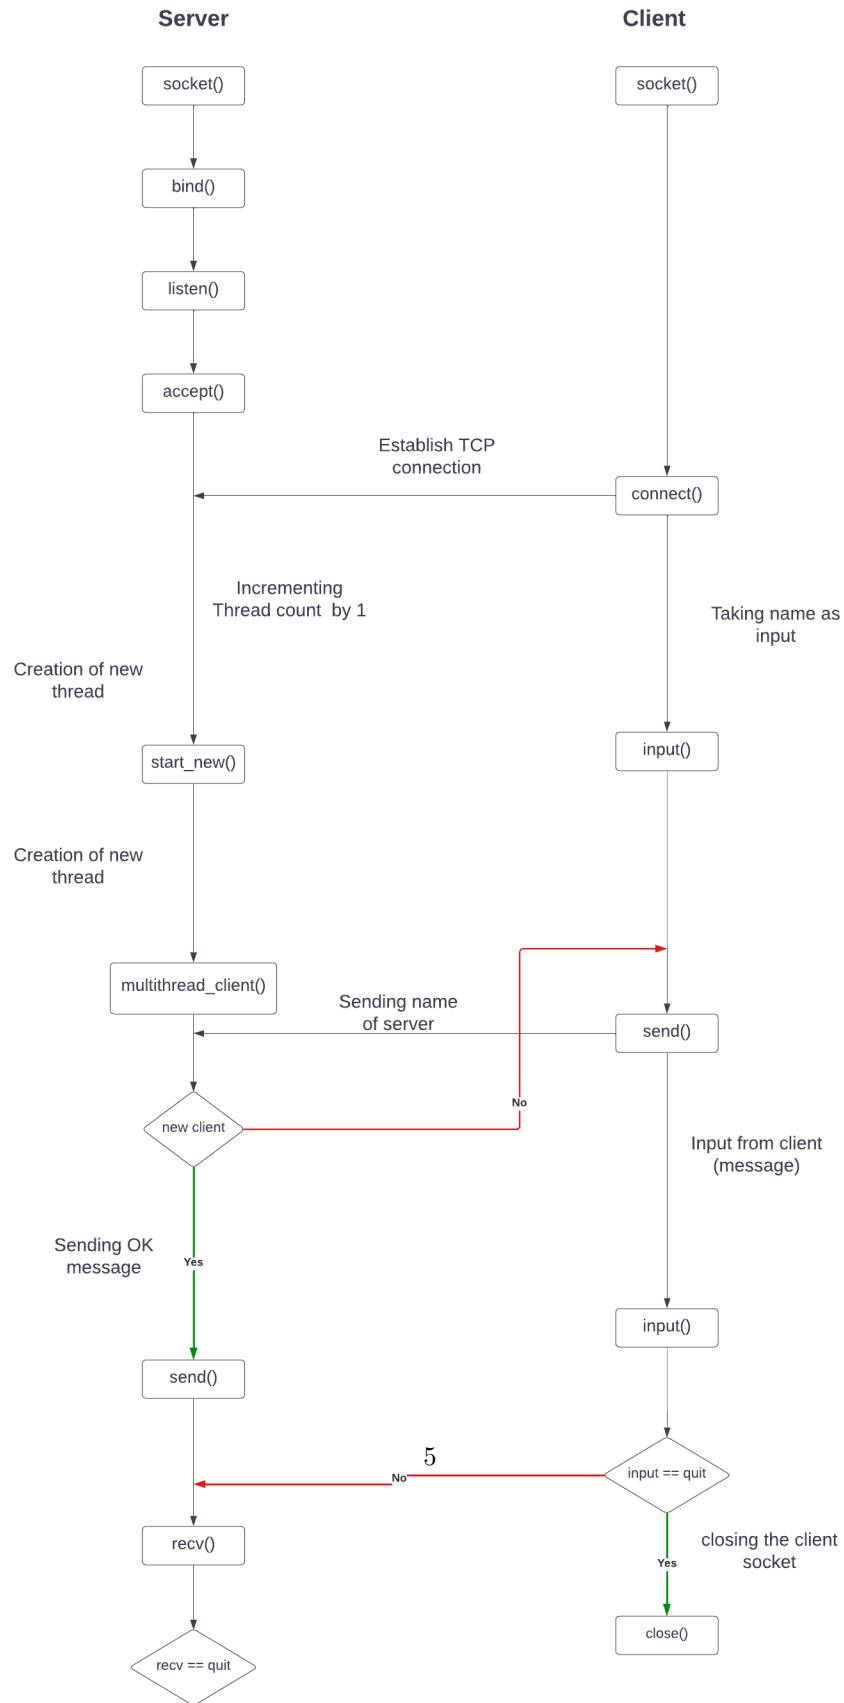 Server
Client
socket()
socket()
bind()
listen()
accept()
Establish TCP
connection
connect()
Incrementing
Thread count  by 1
Taking name as
input
Creation of new
thread
start_new()
input()
Creation of new
thread
multithread_client()
Sending name
of server
send()
No
new client
Input from client
(message)
Sending OK
message
Yes
input()
send()
5
No
input == quit
recv()
closing the client
socket
Yes
close()
recv == quit